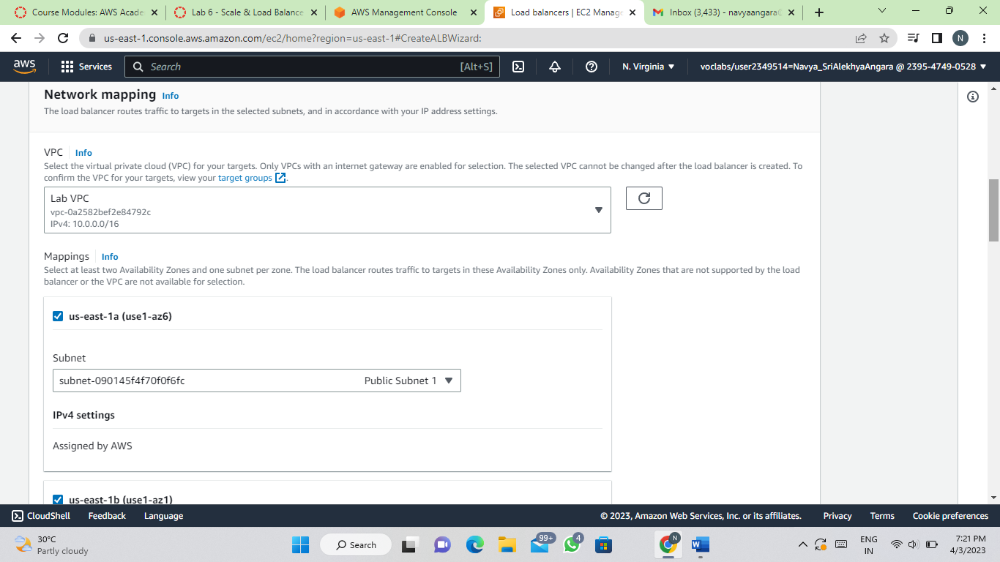 Course Modules: AWS Acade
Lab 6 - Scale & Load Balance
AWS Management Console
Load balancers | EC2 Manage
Inbox (3,433) - navyaangara@
us-east-1.console.aws.amazon.com/ec2/home?region=us-east-1#CreateALBWizard:
N
aws
Services
Search
[Alt+S]
N. Virginia
voclabs/user2349514=Navya_SriAlekhyaAngara @ 2395-4749-0528
Network mapping Info
The load balancer routes traffic to targets in the selected subnets, and in accordance with your IP address settings.
VPC Info
Select the virtual private cloud (VPC) for your targets. Only VPCs with an internet gateway are enabled for selection. The selected VPC cannot be changed after the load balancer is created. To
confirm the VPC for your targets, view your target groups.
Lab VPC
vpc-0a2582bef2e84792c
IPv4: 10.0.0.0/16
Mappings Info
Select at least two Availability Zones and one subnet per zone. The load balancer routes traffic to targets in these Availability Zones only. Availability Zones that are not supported by the load
balancer or the VPC are not available for selection.
us-east-1a (use1-az6)
Subnet
subnet-090145f4f70f0f6fc Public Subnet 1
IPv4 settings
Assigned by AWS
us-east-1b (use1-az1)
CloudShell Feedback Language © 2023, Amazon Web Services, Inc. or its affiliates. Privacy Terms Cookie preferences
30°C
Partly cloudy
Search
99+
4
N
W
ENG
IN
7:21 PM
4/3/2023